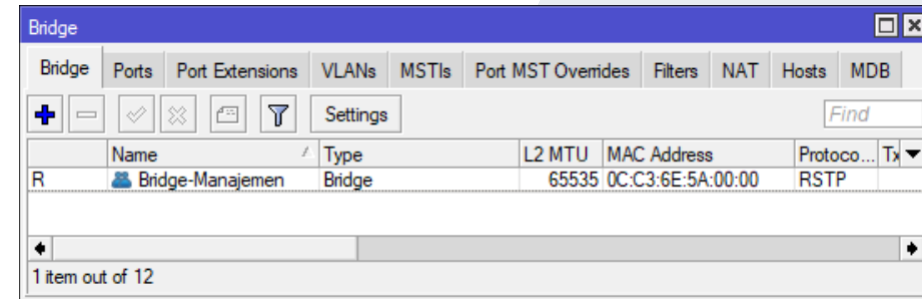 Bridge
Bridge Ports Port Extensions VLANs MSTIs Port MST Overrides Filters NAT Hosts MDB
Settings Find
Name Type L2 MTU MAC Address Protoco... Tx
R Bridge-Manajemen Bridge 65535 0C:C3:6E:5A:00:00 RSTP
1 item out of 12